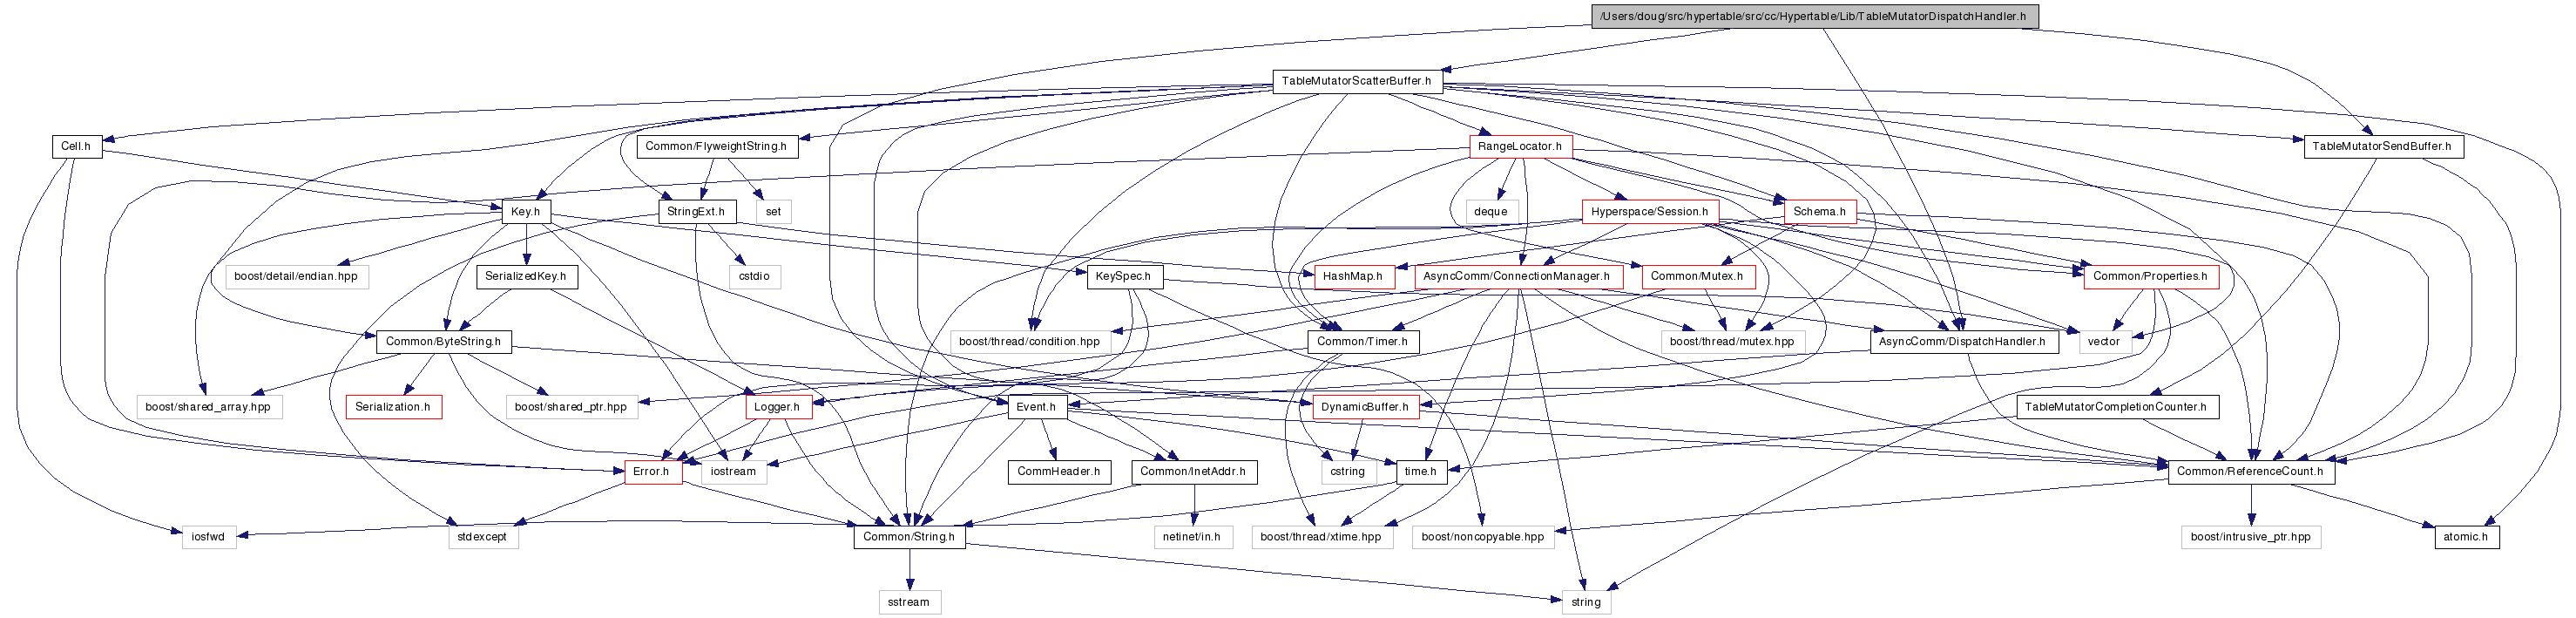 /Users/doug/src/hypertable/src/cc/Hypertable/Lib/TableMutatorDispatchHandler.h
TableMutatorScatterBuffer.h
Cell.h
Common/FlyweightString.h
RangeLocator.h
TableMutatorSendBuffer.h
Key.h
StringExt.h
set
deque
Hyperspace/Session.h
Schema.h
boost/detail/endian.hpp
SerializedKey.h
cstdio
KeySpec.h
HashMap.h
AsyncComm/ConnectionManager.h
Common/Mutex.h
Common/Properties.h
Common/ByteString.h
boost/thread/condition.hpp
Common/Timer.h
boost/thread/mutex.hpp
AsyncComm/DispatchHandler.h
vector
boost/shared_array.hpp
Serialization.h
boost/shared_ptr.hpp
Logger.h
Event.h
DynamicBuffer.h
TableMutatorCompletionCounter.h
Error.h
iostream
CommHeader.h
Common/InetAddr.h
cstring
time.h
Common/ReferenceCount.h
iosfwd
stdexcept
Common/String.h
netinet/in.h
boost/thread/xtime.hpp
boost/noncopyable.hpp
boost/intrusive_ptr.hpp
atomic.h
sstream
string